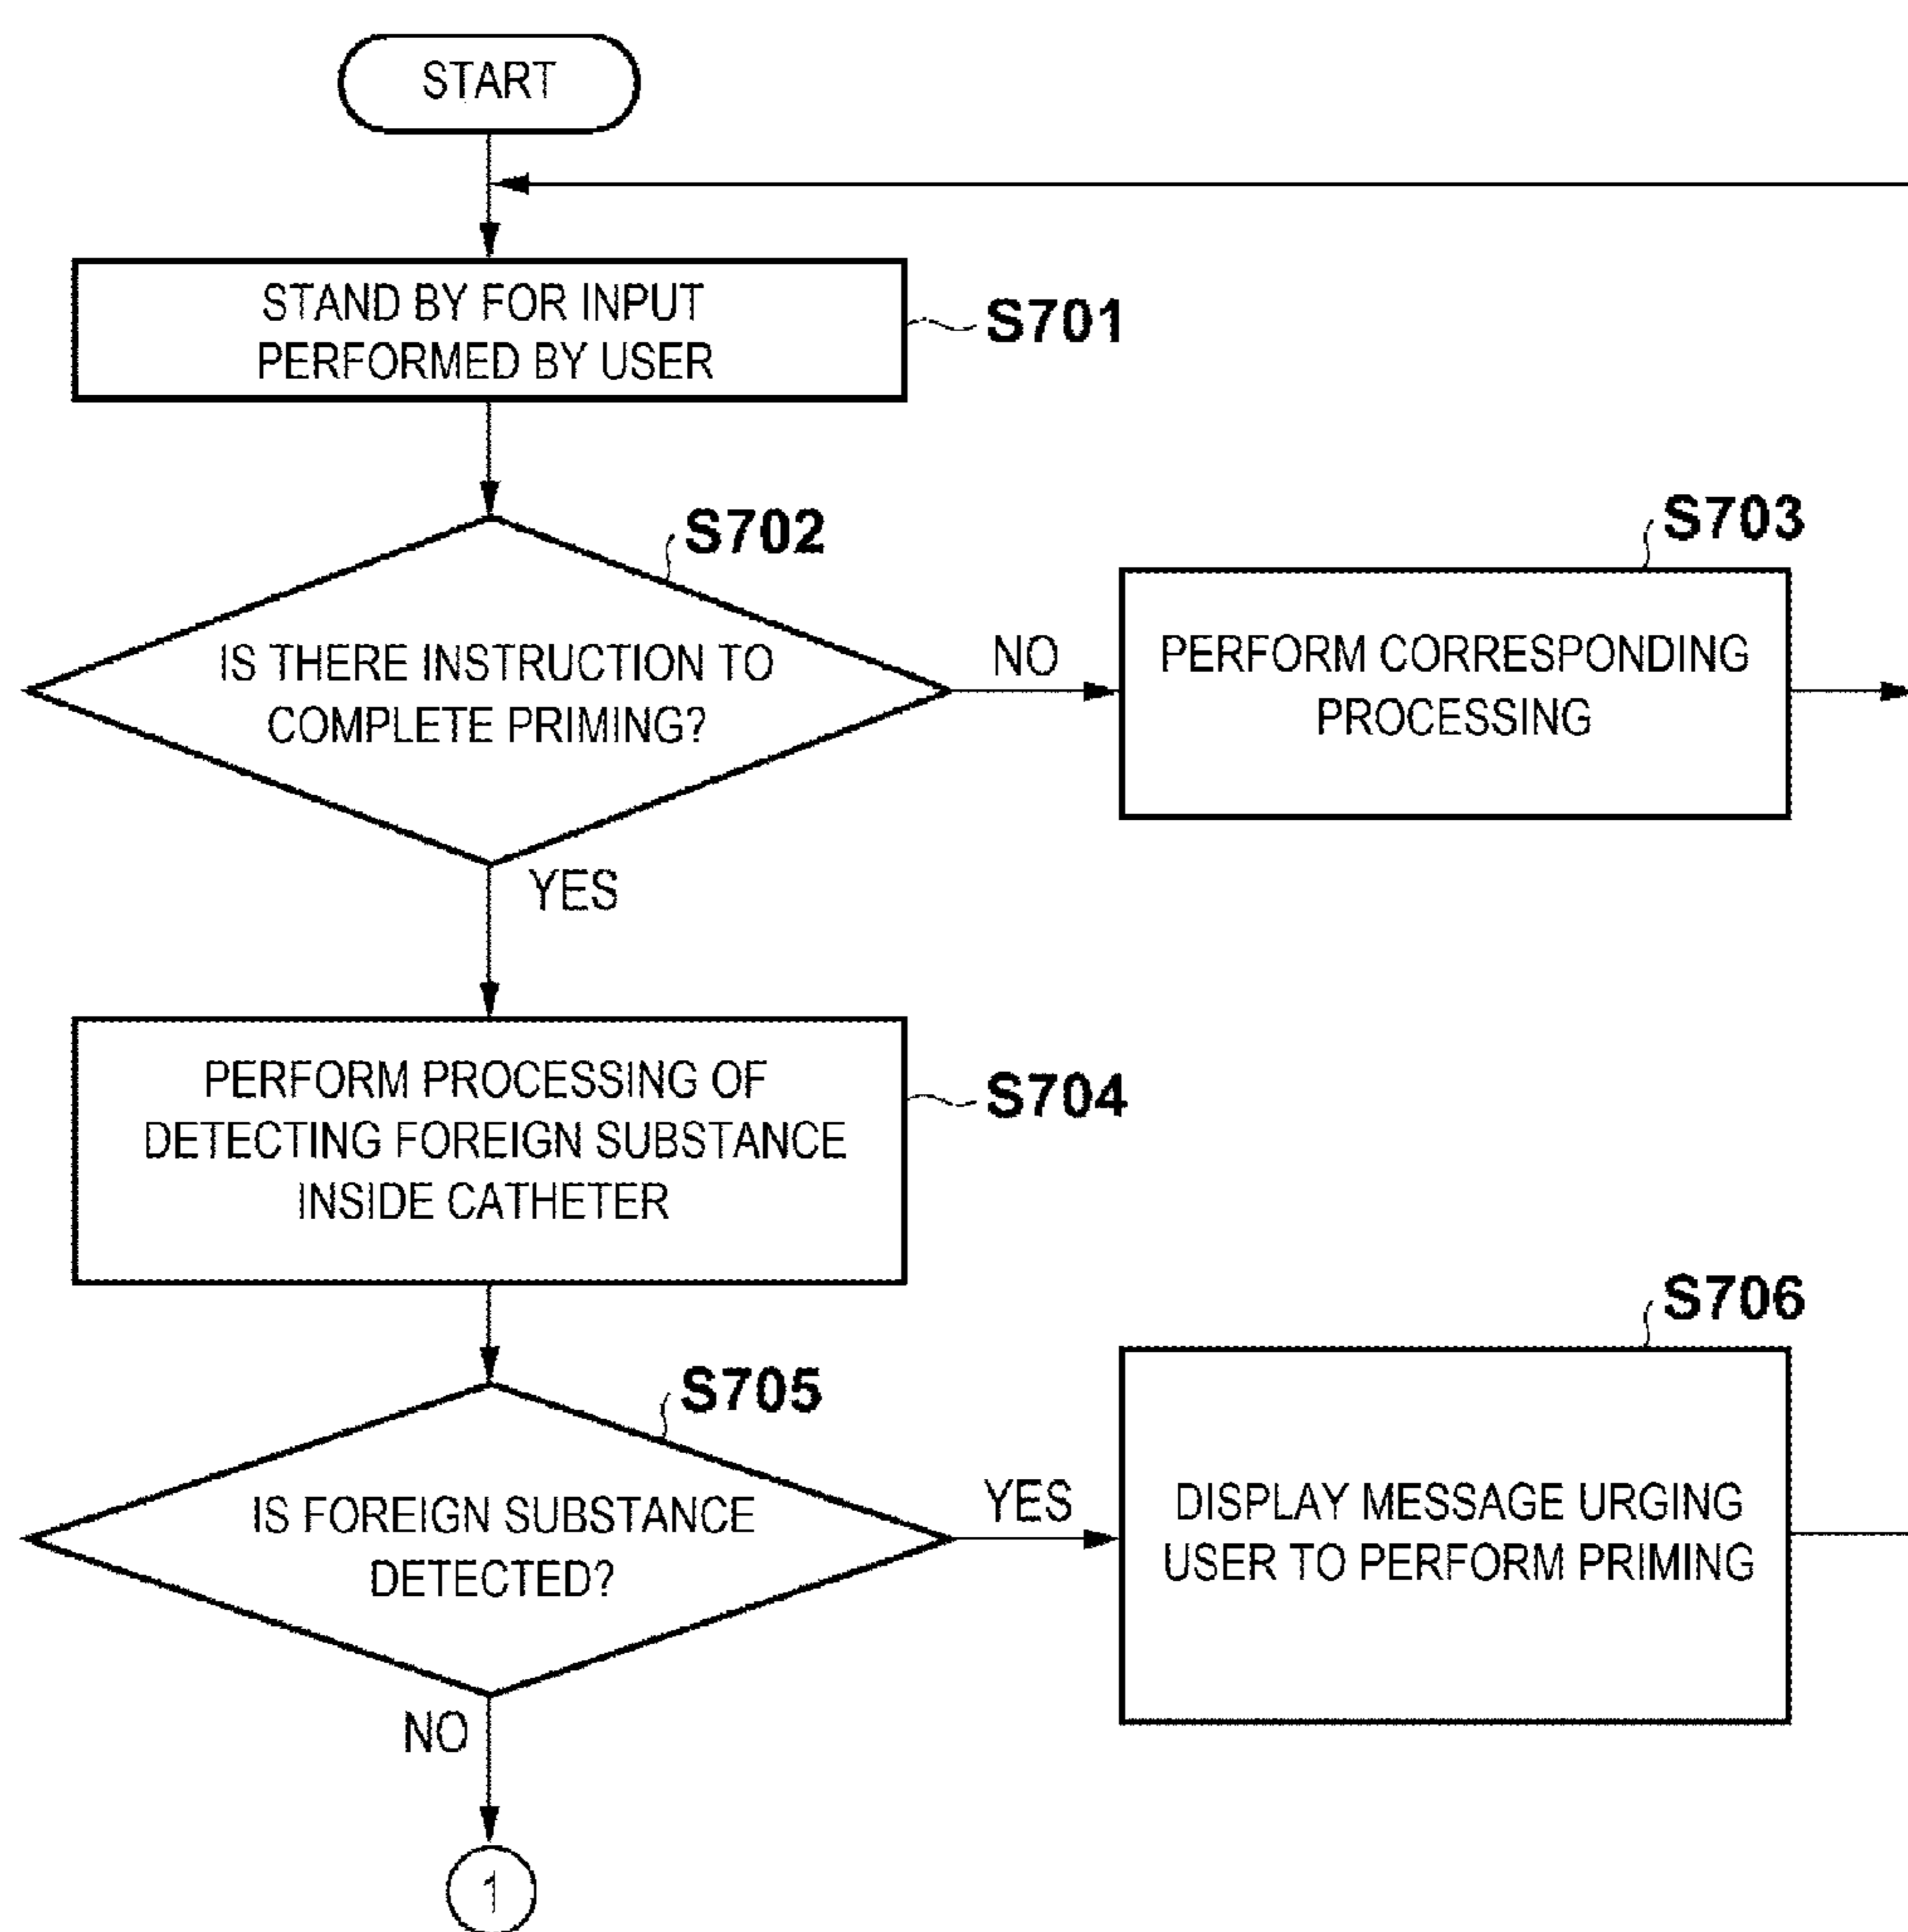 START
STAND BY FOR INPUT
PERFORMED BY USER
S701
S702
IS THERE INSTRUCTION TO
COMPLETE PRIMING?
NO
S703
PERFORM CORRESPONDING
PROCESSING
YES
PERFORM PROCESSING OF
DETECTING FOREIGN SUBSTANCE
INSIDE CATHETER
S704
S705
IS FOREIGN SUBSTANCE
DETECTED?
YES
S706
DISPLAY MESSAGE URGING
USER TO PERFORM PRIMING
NO
1